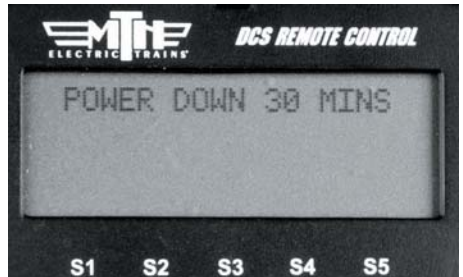 MTH DCS REMOTE CONTROL
ELECTRIC TRAINS
POWER DOWN 30 MINS
S1 S2 S3 S4 S5